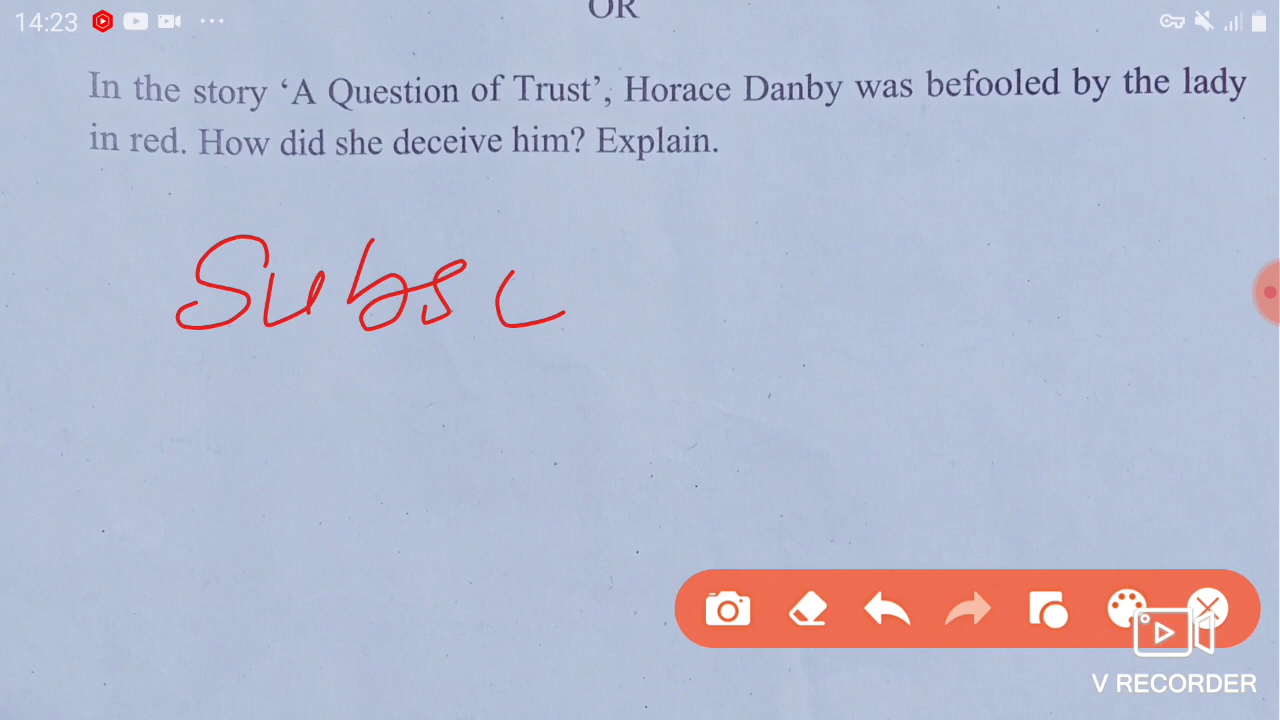 14:23
OR
In the story ‘A Question of Trust’, Horace Danby was befooled by the lady
in red. How did she deceive him? Explain.
Subsc
V RECORDER